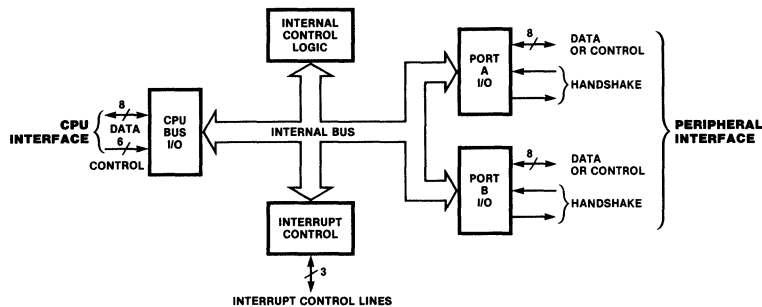 INTERNAL
CONTROL
LOGIC
8
PORT
A
I/O
DATA
OR CONTROL
HANDSHAKE
CPU
INTERFACE
8
DATA
6
CONTROL
CPU
BUS
I/O
INTERNAL BUS
PERIPHERAL
INTERFACE
8
PORT
B
I/O
DATA
OR CONTROL
HANDSHAKE
INTERRUPT
CONTROL
3
INTERRUPT CONTROL LINES